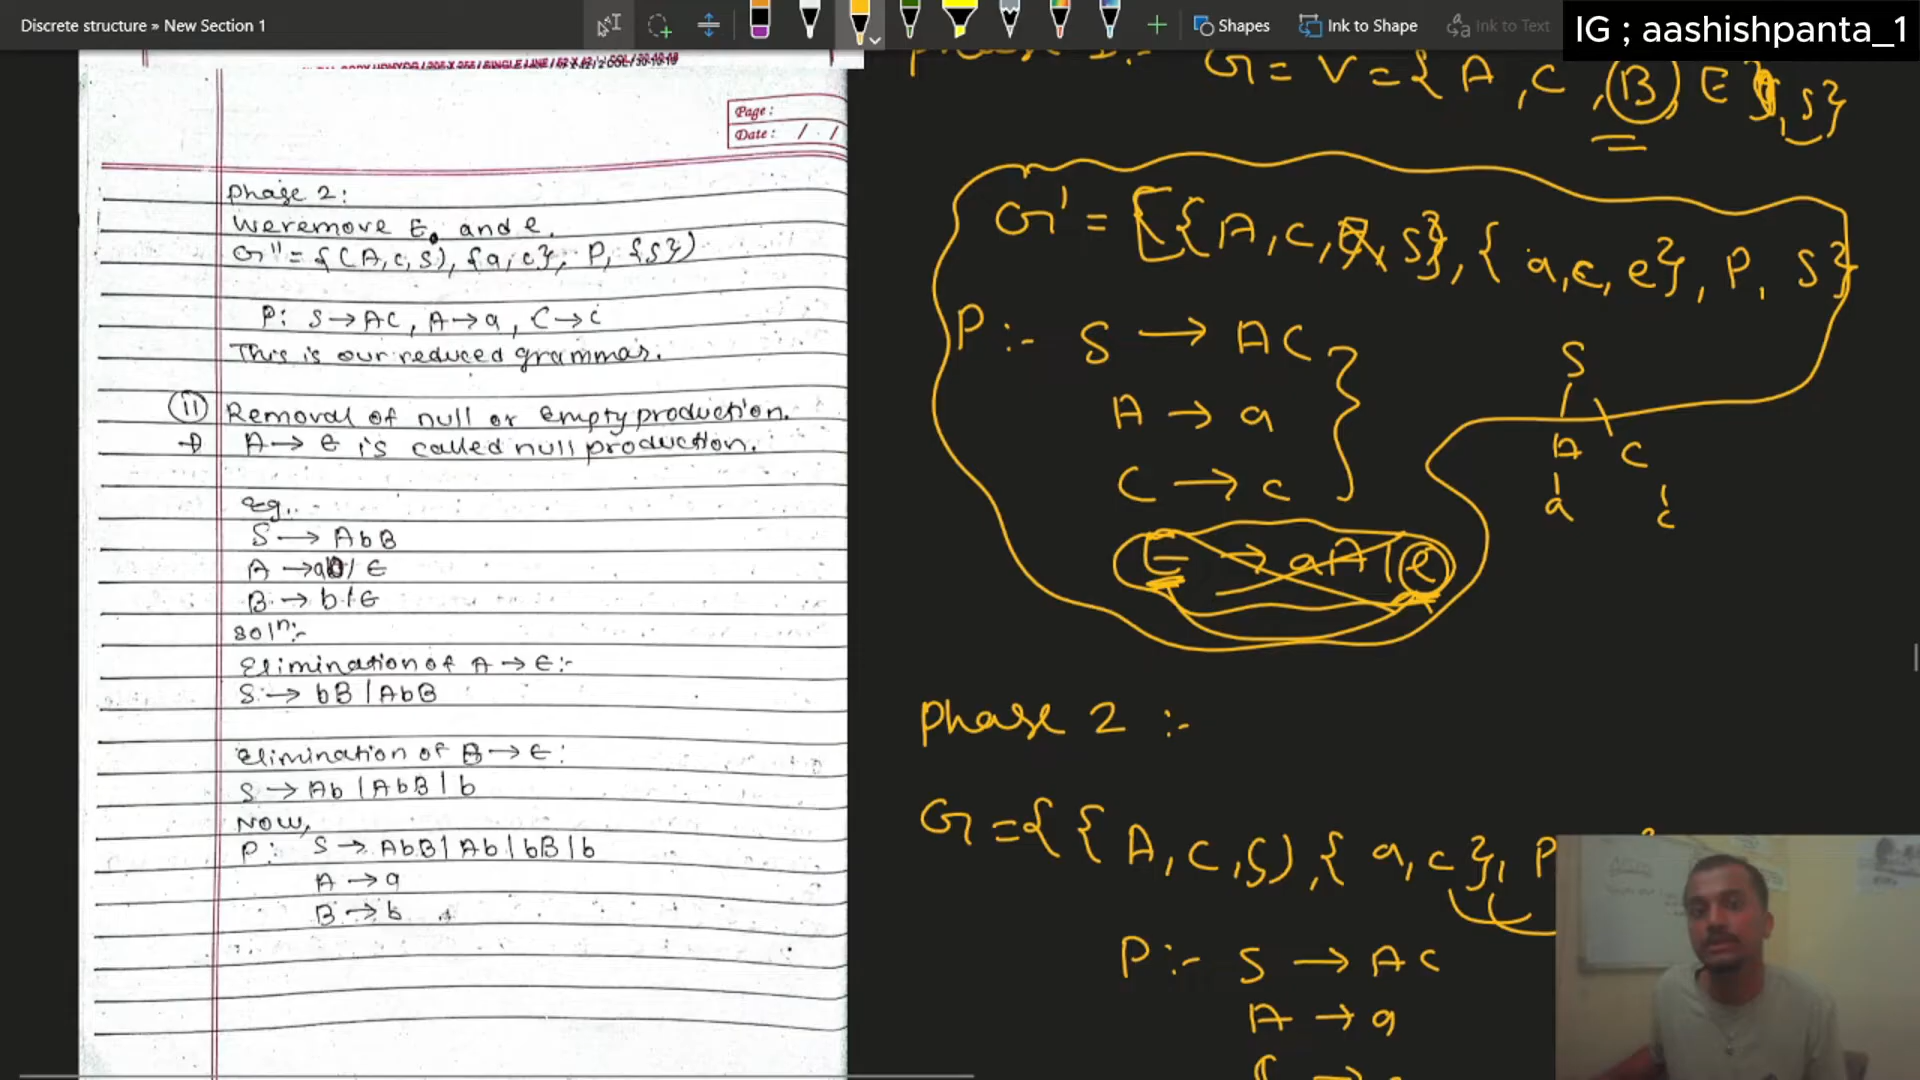 Discrete structure » New Section 1
Shapes
Ink to Shape
Ink to Text
IG ; aashishpanta_1
Page :
Date : / /
Phase 2:
We remove E and e.
G'' = {(A,C,S), {a,c}, P, {S})
P: S → AC, A → a, C → c
This is our reduced grammar.
(ii) Removal of null or empty production.
→ A → ϵ is called null production.
eg..
S → AbB
B → b/ϵ
Solⁿ:-
Elimination of A → ϵ:-
S → bB | AbB
Elimination of B → ϵ:
S → Ab | AbB | b
Now,
P: S → AbB | Ab | bB | b
A → a
B → b
G = V = {A, C, B, E, S}
G' = [{A, C, S}, {a, c, e}, P, S}
P:- S → AC
A → a
C → c
E → aA | e
S
A C
a c
Phase 2 :-
G = {{A, C, S), {a, c}, P
P:- S → AC
A → a